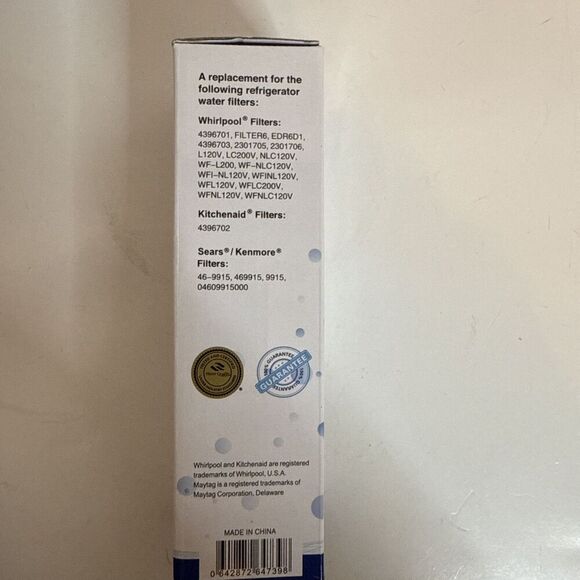 A replacement for the
following refrigerator
water filters:
Whirlpool® Filters:
4396701, FILTER6, EDR6D1,
4396703, 2301705, 2301706,
L120V, LC200V, NLC120V,
WF-L200, WF-NLC120V,
WFI-NL120V, WFINL120V,
WFL120V, WFLC200V,
WFNL120V, WFNLC120V
Kitchenaid® Filters:
4396702
Sears®/Kenmore®
Filters:
46-9915, 469915, 9915,
04609915000
100% GUARANTEE
GUARANTEE
Whirlpool and Kitchenaid are registered
trademarks of Whirlpool, U.S.A.
Maytag is a registered trademarks of
Maytag Corporation, Delaware
MADE IN CHINA
0 642872 647398